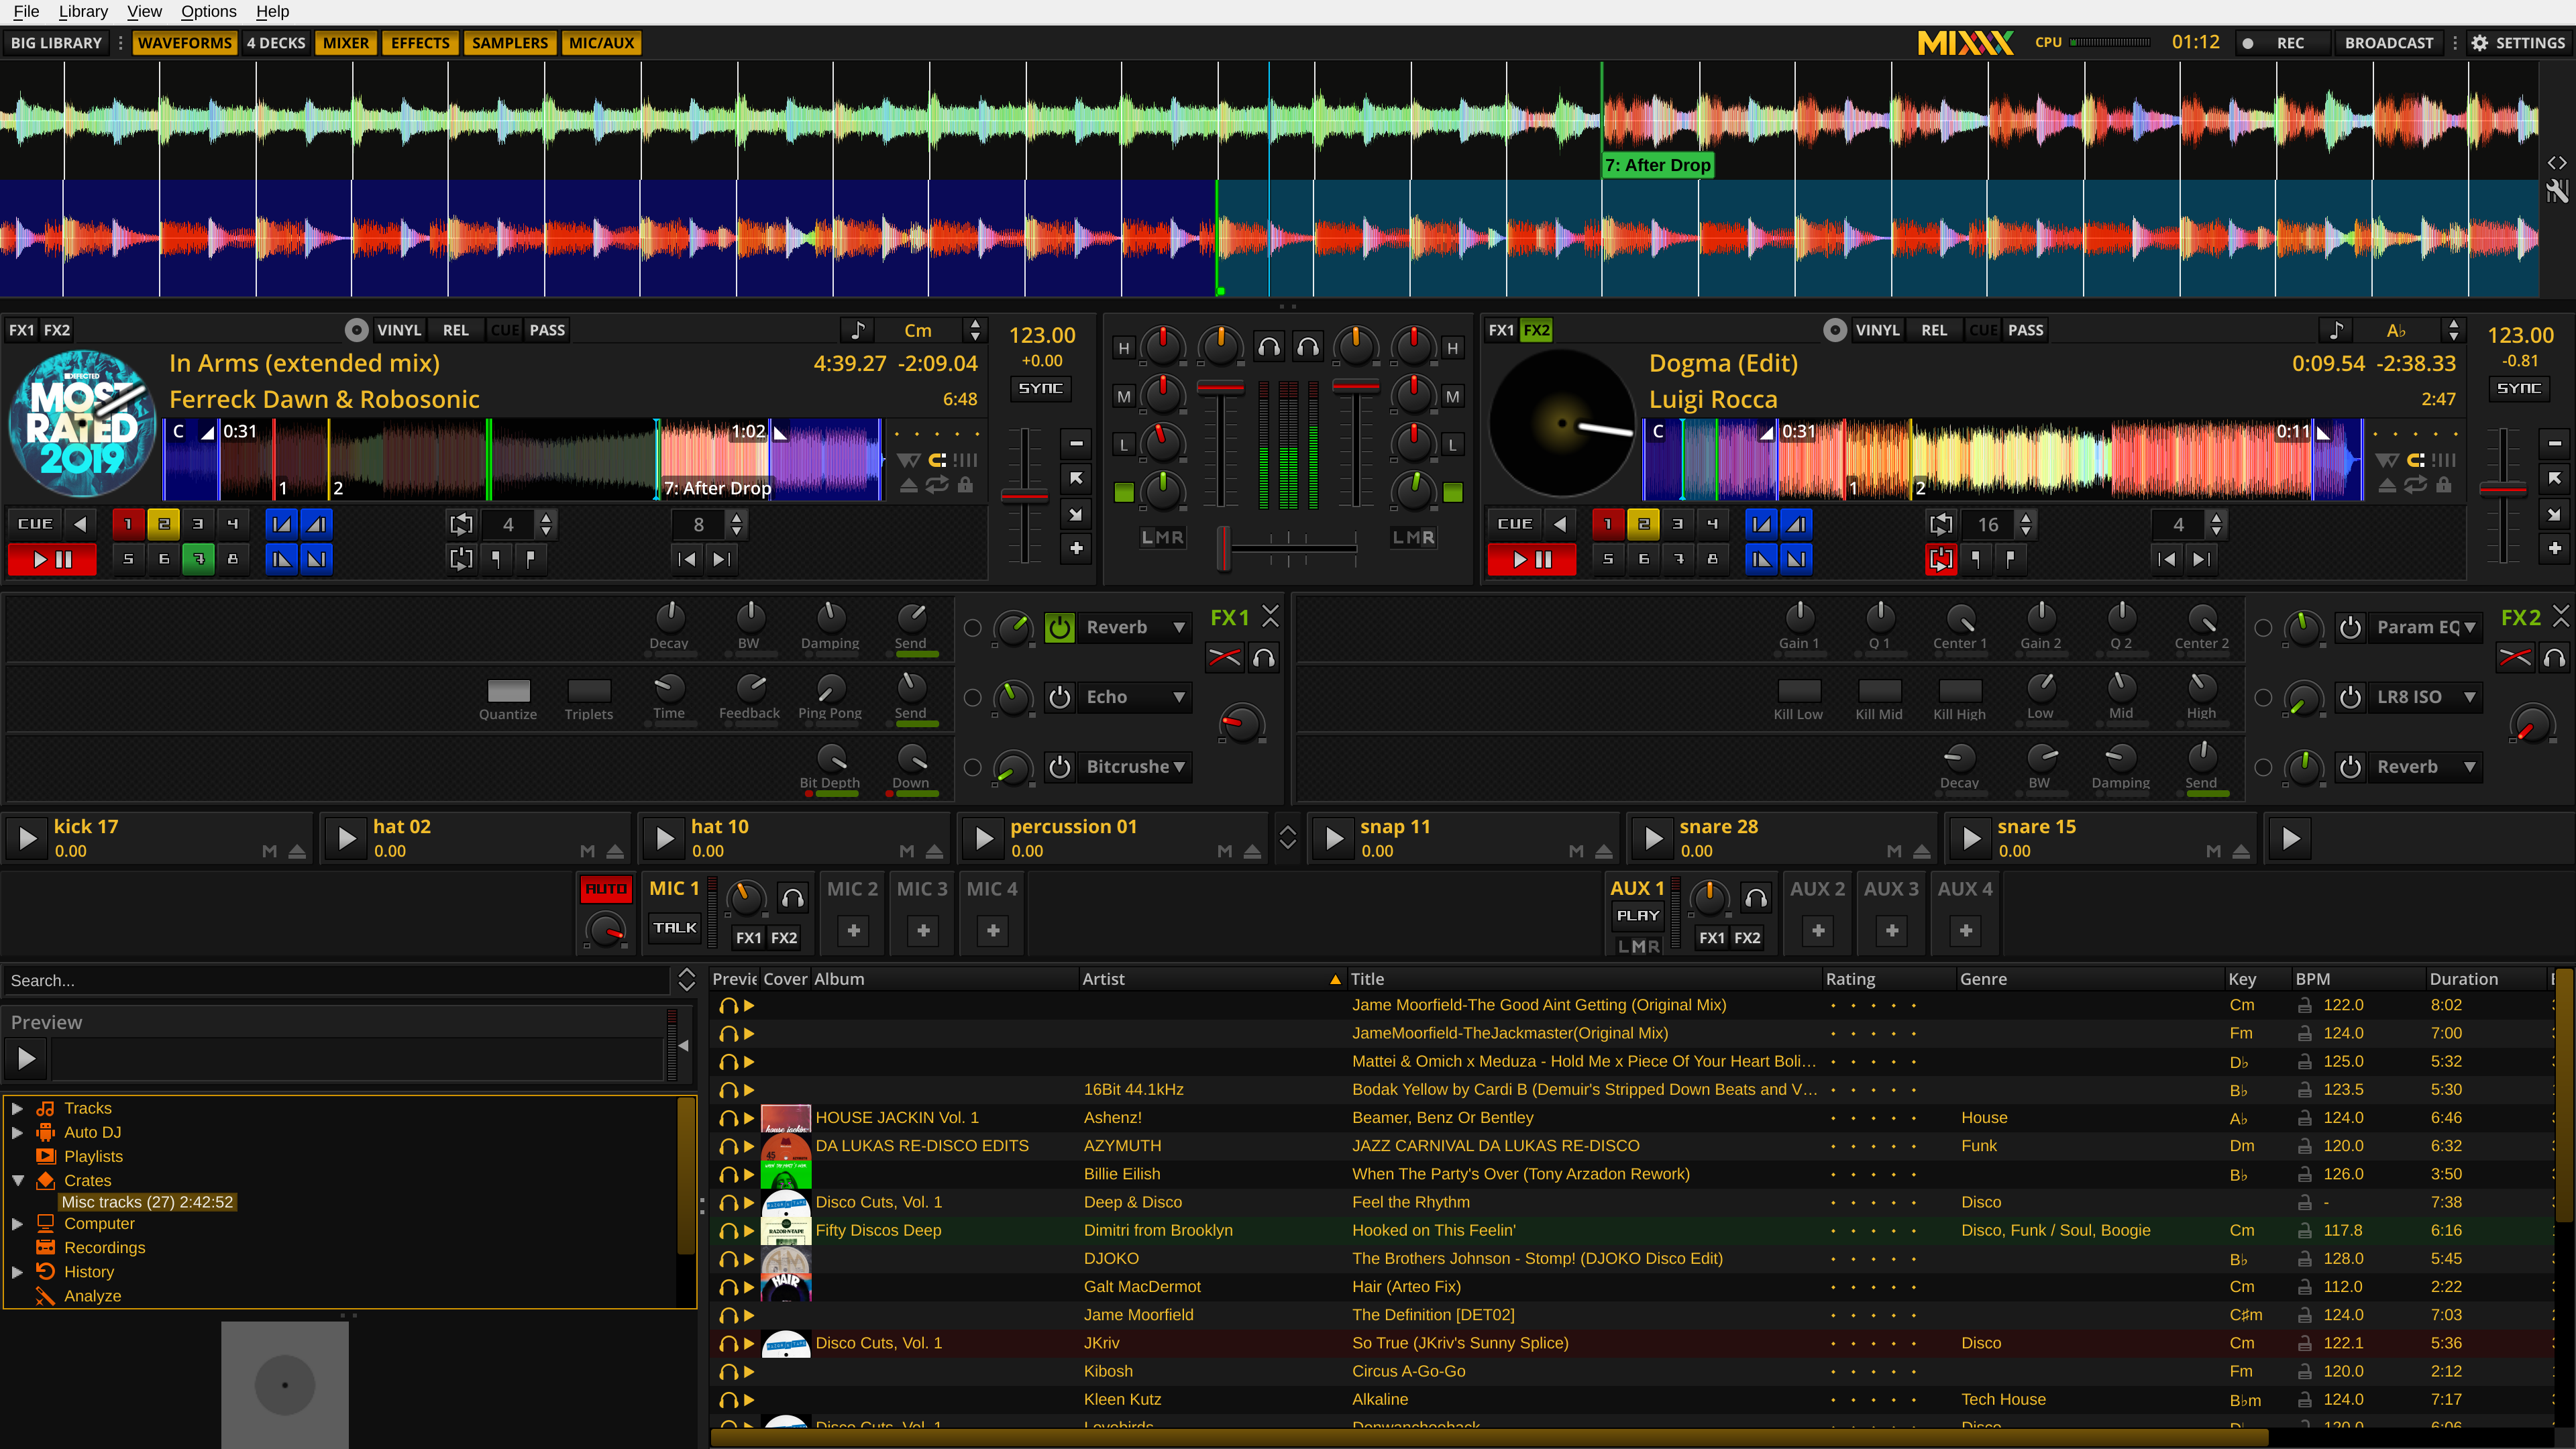 File Library View Options Help
BIG LIBRARY WAVEFORMS 4 DECKS MIXER EFFECTS SAMPLERS MIC/AUX MIXXX CPU 01:12 REC BROADCAST SETTINGS
7: After Drop
FX1 FX2 VINYL REL CUE PASS Cm 123.00
In Arms (extended mix) 4:39.27 -2:09.04 +0.00
Ferreck Dawn & Robosonic 6:48 SYNC
DEFECTED MOST RATED 2019
C 0:31 1:02
1 2 7: After Drop
CUE 1 2 3 4 4 8
5 6 7 8
H H
M M
L L
LMR LMR
FX1 FX2 VINYL REL CUE PASS A♭ 123.00
Dogma (Edit) 0:09.54 -2:38.33 -0.81
Luigi Rocca 2:47 SYNC
C 0:31 0:11
1 2
CUE 1 2 3 4 16 4
5 6 7 8
Decay BW Damping Send Reverb FX1
Quantize Triplets Time Feedback Ping Pong Send Echo
Bit Depth Down Bitcrushe
Gain 1 Q 1 Center 1 Gain 2 Q 2 Center 2 Param EQ FX2
Kill Low Kill Mid Kill High Low Mid High LR8 ISO
Decay BW Damping Send Reverb
kick 17 hat 02 hat 10 percussion 01 snap 11 snare 28 snare 15
0.00 M 0.00 M 0.00 M 0.00 M 0.00 M 0.00 M 0.00 M
AUTO MIC 1 MIC 2 MIC 3 MIC 4 AUX 1 AUX 2 AUX 3 AUX 4
TALK FX1 FX2 PLAY LMR FX1 FX2
Search...
Preview
Tracks
Auto DJ
Playlists
Crates
Misc tracks (27) 2:42:52
Computer
Recordings
History
Analyze
Previe Cover Album Artist Title Rating Genre Key BPM Duration
Jame Moorfield-The Good Aint Getting (Original Mix) Cm 122.0 8:02
JameMoorfield-TheJackmaster(Original Mix) Fm 124.0 7:00
Mattei & Omich x Meduza - Hold Me x Piece Of Your Heart Boli... D♭ 125.0 5:32
16Bit 44.1kHz Bodak Yellow by Cardi B (Demuir's Stripped Down Beats and V... B♭ 123.5 5:30
HOUSE JACKIN Vol. 1 Ashenz! Beamer, Benz Or Bentley House A♭ 124.0 6:46
DA LUKAS RE-DISCO EDITS AZYMUTH JAZZ CARNIVAL DA LUKAS RE-DISCO Funk Dm 120.0 6:32
Billie Eilish When The Party's Over (Tony Arzadon Rework) B♭ 126.0 3:50
Disco Cuts, Vol. 1 Deep & Disco Feel the Rhythm Disco - 7:38
Fifty Discos Deep Dimitri from Brooklyn Hooked on This Feelin' Disco, Funk / Soul, Boogie Cm 117.8 6:16
DJOKO The Brothers Johnson - Stomp! (DJOKO Disco Edit) B♭ 128.0 5:45
HAIR Galt MacDermot Hair (Arteo Fix) Cm 112.0 2:22
Jame Moorfield The Definition [DET02] C♯m 124.0 7:03
Disco Cuts, Vol. 1 JKriv So True (JKriv's Sunny Splice) Disco Cm 122.1 5:36
Kibosh Circus A-Go-Go Fm 120.0 2:12
Kleen Kutz Alkaline Tech House B♭m 124.0 7:17
Disco Cuts, Vol. 1 Lovebirds Disco 120.0 6:06